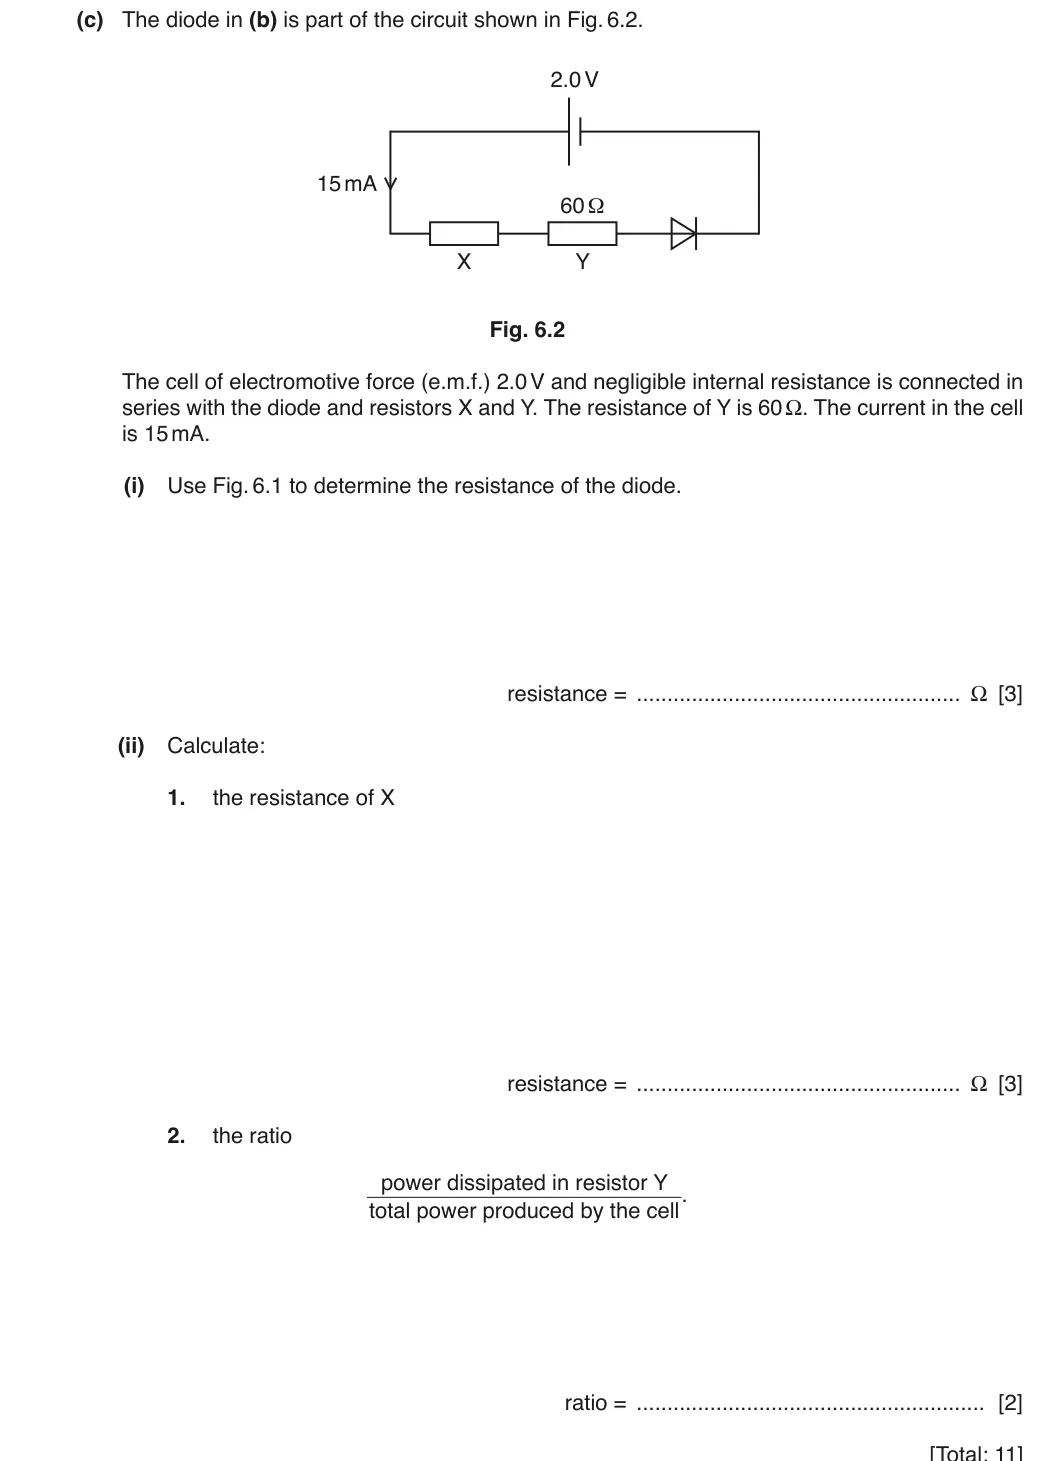 (c) The diode in (b) is part of the circuit shown in Fig. 6.2.
2.0 V
15 mA
60 Ω
X
Y
Fig. 6.2
The cell of electromotive force (e.m.f.) 2.0 V and negligible internal resistance is connected in
series with the diode and resistors X and Y. The resistance of Y is 60 Ω. The current in the cell
is 15 mA.
(i) Use Fig. 6.1 to determine the resistance of the diode.
resistance = ..................................................... Ω [3]
(ii) Calculate:
1. the resistance of X
resistance = ..................................................... Ω [3]
2. the ratio
power dissipated in resistor Y
total power produced by the cell.
ratio = ......................................................... [2]
[Total: 11]